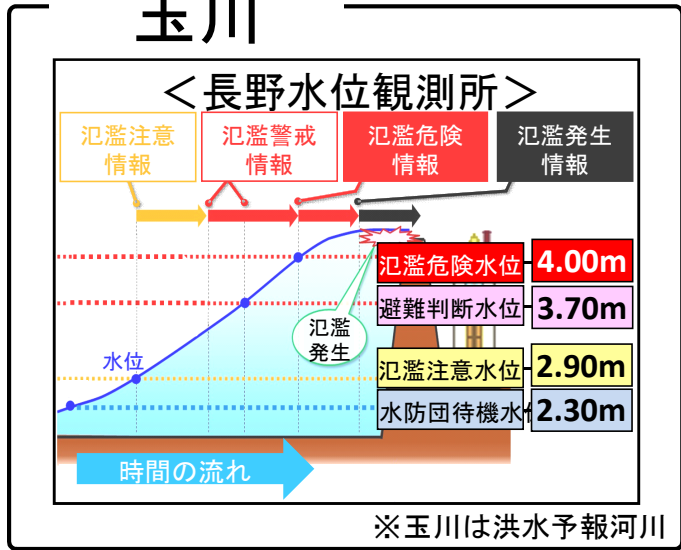 玉川
＜長野水位観測所＞
氾濫注意
情報
氾濫警戒
情報
氾濫危険
情報
氾濫発生
情報
氾濫危険水位
4.00m
避難判断水位
3.70m
氾濫
発生
水位
氾濫注意水位
2.90m
水防団待機水
2.30m
時間の流れ
※玉川は洪水予報河川